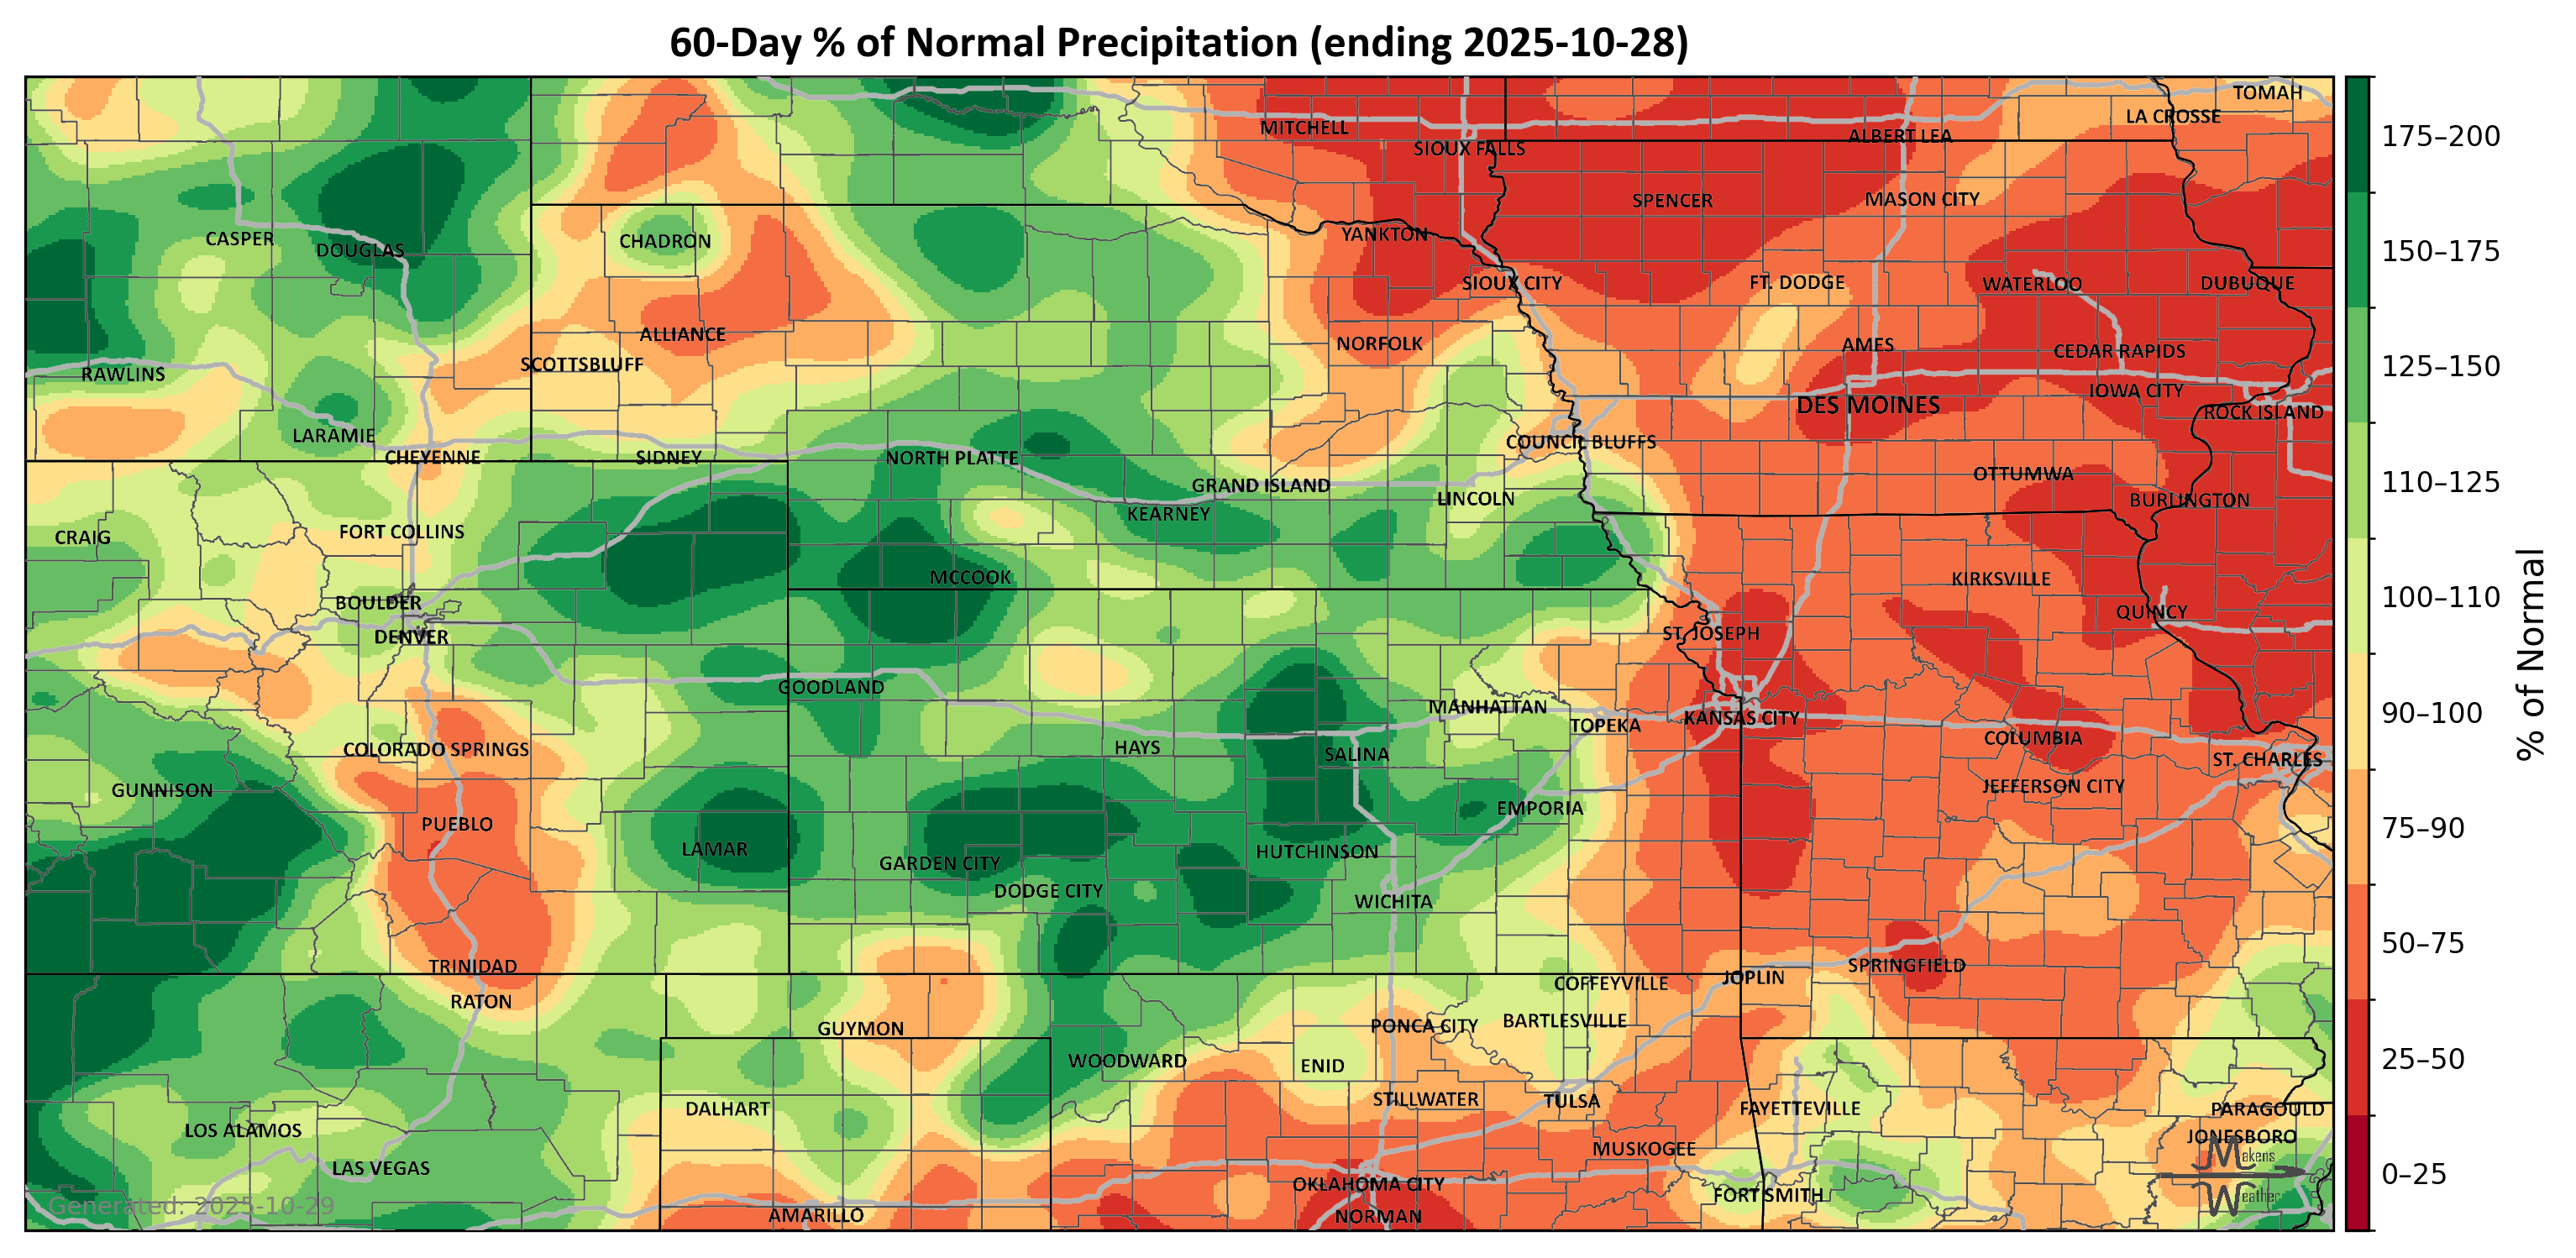 60-Day % of Normal Precipitation (ending 2025-10-28)
TOMAH
LA CROSSE
MITCHELL
ALBERT LEA
SIOUX FALLS
SPENCER
MASON CITY
CASPER
DOUGLAS
CHADRON
YANKTON
SIOUX CITY
FT. DODGE
WATERLOO
DUBUQUE
ALLIANCE
NORFOLK
AMES
CEDAR RAPIDS
SCOTTSBLUFF
RAWLINS
IOWA CITY
DES MOINES
ROCK ISLAND
LARAMIE
COUNCIL BLUFFS
CHEYENNE
SIDNEY
NORTH PLATTE
OTTUMWA
GRAND ISLAND
LINCOLN
BURLINGTON
KEARNEY
CRAIG
FORT COLLINS
MCCOOK
KIRKSVILLE
BOULDER
QUINCY
DENVER
ST. JOSEPH
GOODLAND
MANHATTAN
TOPEKA
KANSAS CITY
COLUMBIA
COLORADO SPRINGS
HAYS
SALINA
ST. CHARLES
GUNNISON
JEFFERSON CITY
EMPORIA
PUEBLO
LAMAR
GARDEN CITY
HUTCHINSON
DODGE CITY
WICHITA
TRINIDAD
SPRINGFIELD
JOPLIN
COFFEYVILLE
RATON
GUYMON
PONCA CITY
BARTLESVILLE
WOODWARD
ENID
DALHART
STILLWATER
TULSA
FAYETTEVILLE
PARAGOULD
LOS ALAMOS
JONESBORO
MUSKOGEE
LAS VEGAS
OKLAHOMA CITY
FORT SMITH
AMARILLO
NORMAN
Generated: 2025-10-29
Makens
Weather
175–200
150–175
125–150
110–125
100–110
90–100
75–90
50–75
25–50
0–25
% of Normal